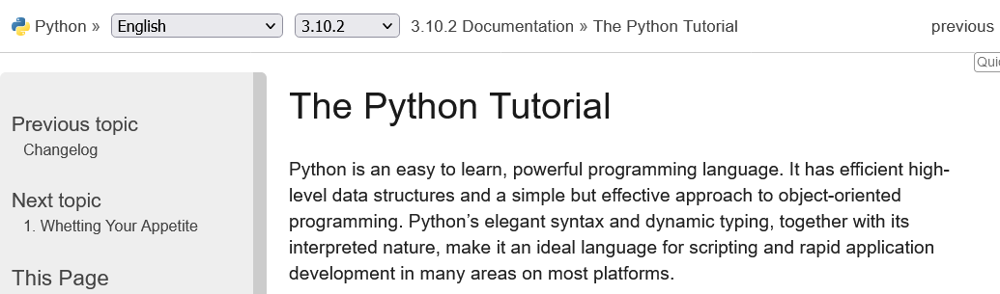 Python » English 3.10.2 3.10.2 Documentation » The Python Tutorial previous
Previous topic
Changelog
Next topic
1. Whetting Your Appetite
This Page
The Python Tutorial
Python is an easy to learn, powerful programming language. It has efficient high-
level data structures and a simple but effective approach to object-oriented
programming. Python’s elegant syntax and dynamic typing, together with its
interpreted nature, make it an ideal language for scripting and rapid application
development in many areas on most platforms.